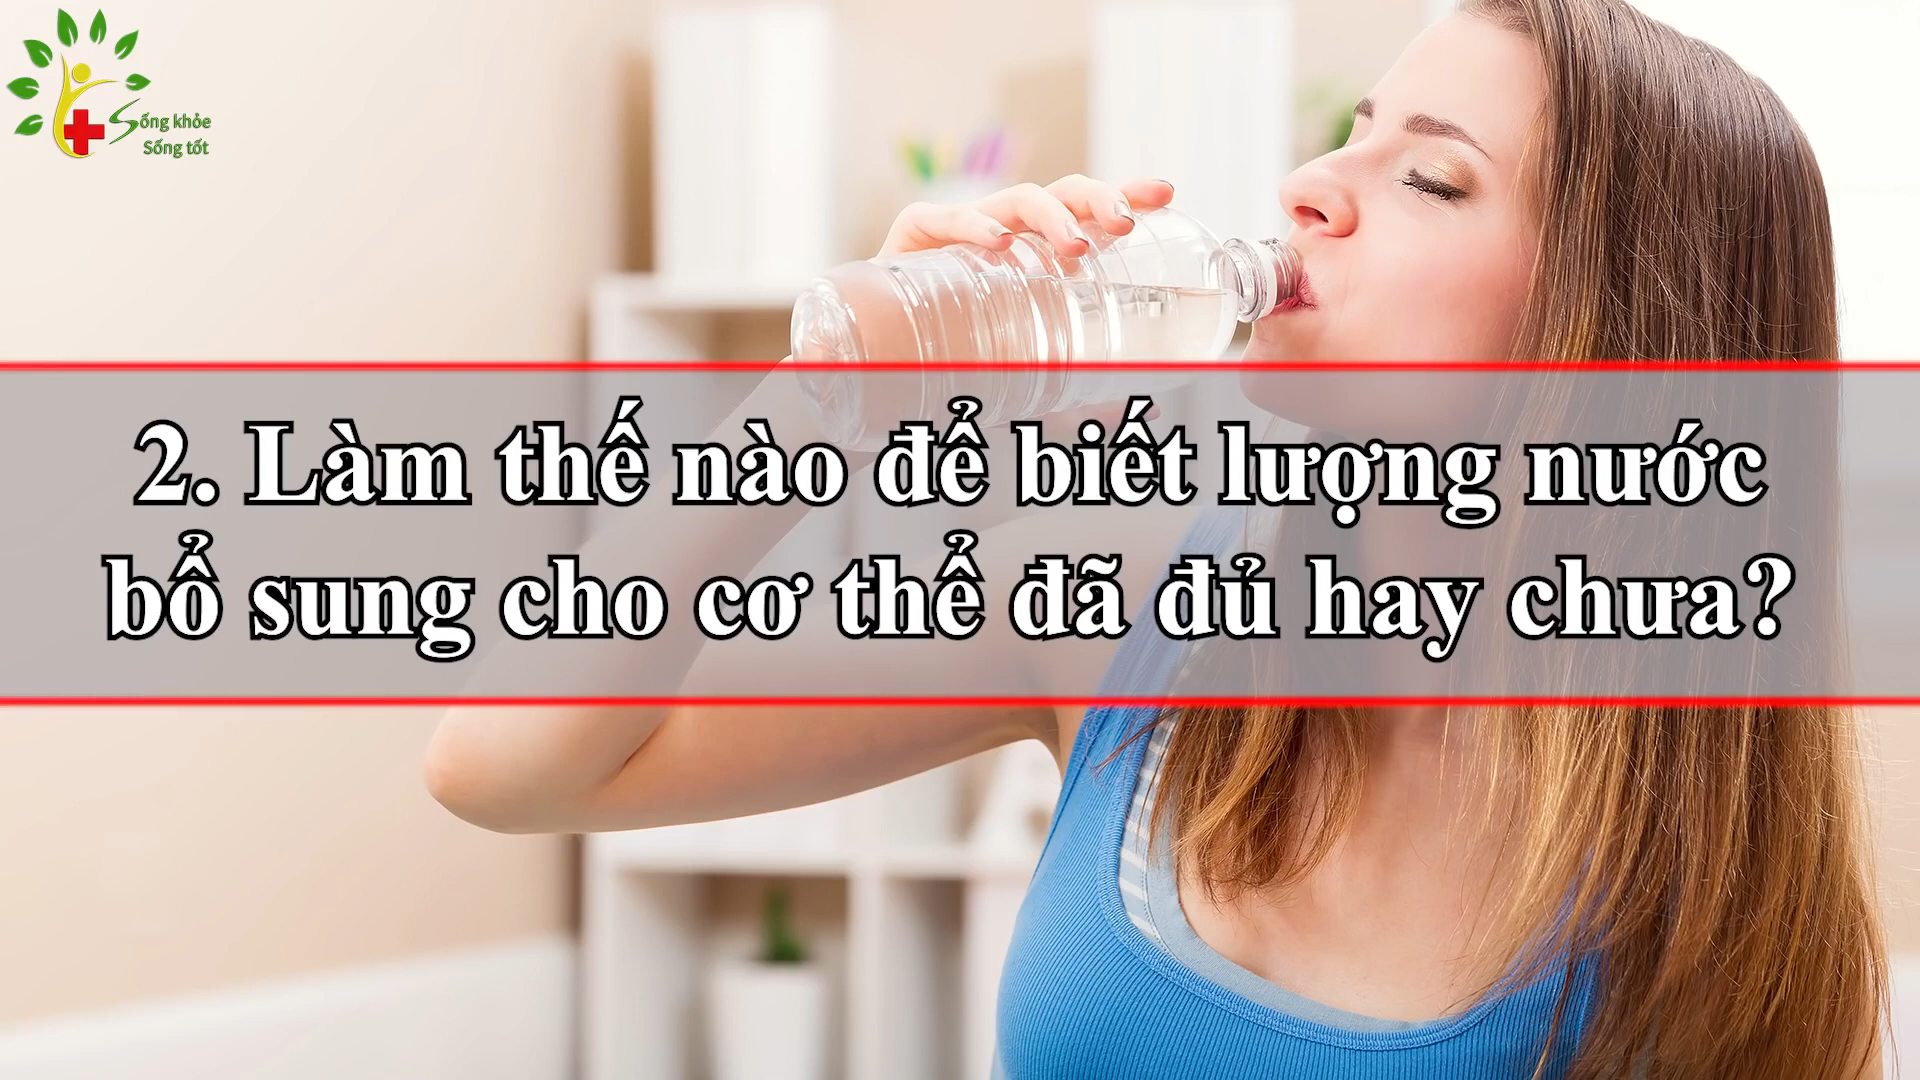 Sống khỏe
Sống tốt
2. Làm thế nào để biết lượng nước
bổ sung cho cơ thể đã đủ hay chưa?